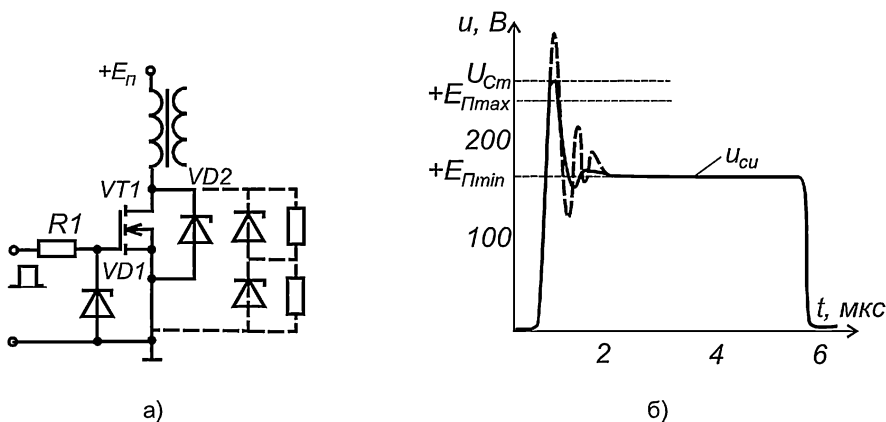 +Eп
VT1
VD2
R1
VD1
а)
u, В
UСт
+EПmax
200
+EПmin
uси
100
t, мкс
2
4
6
б)